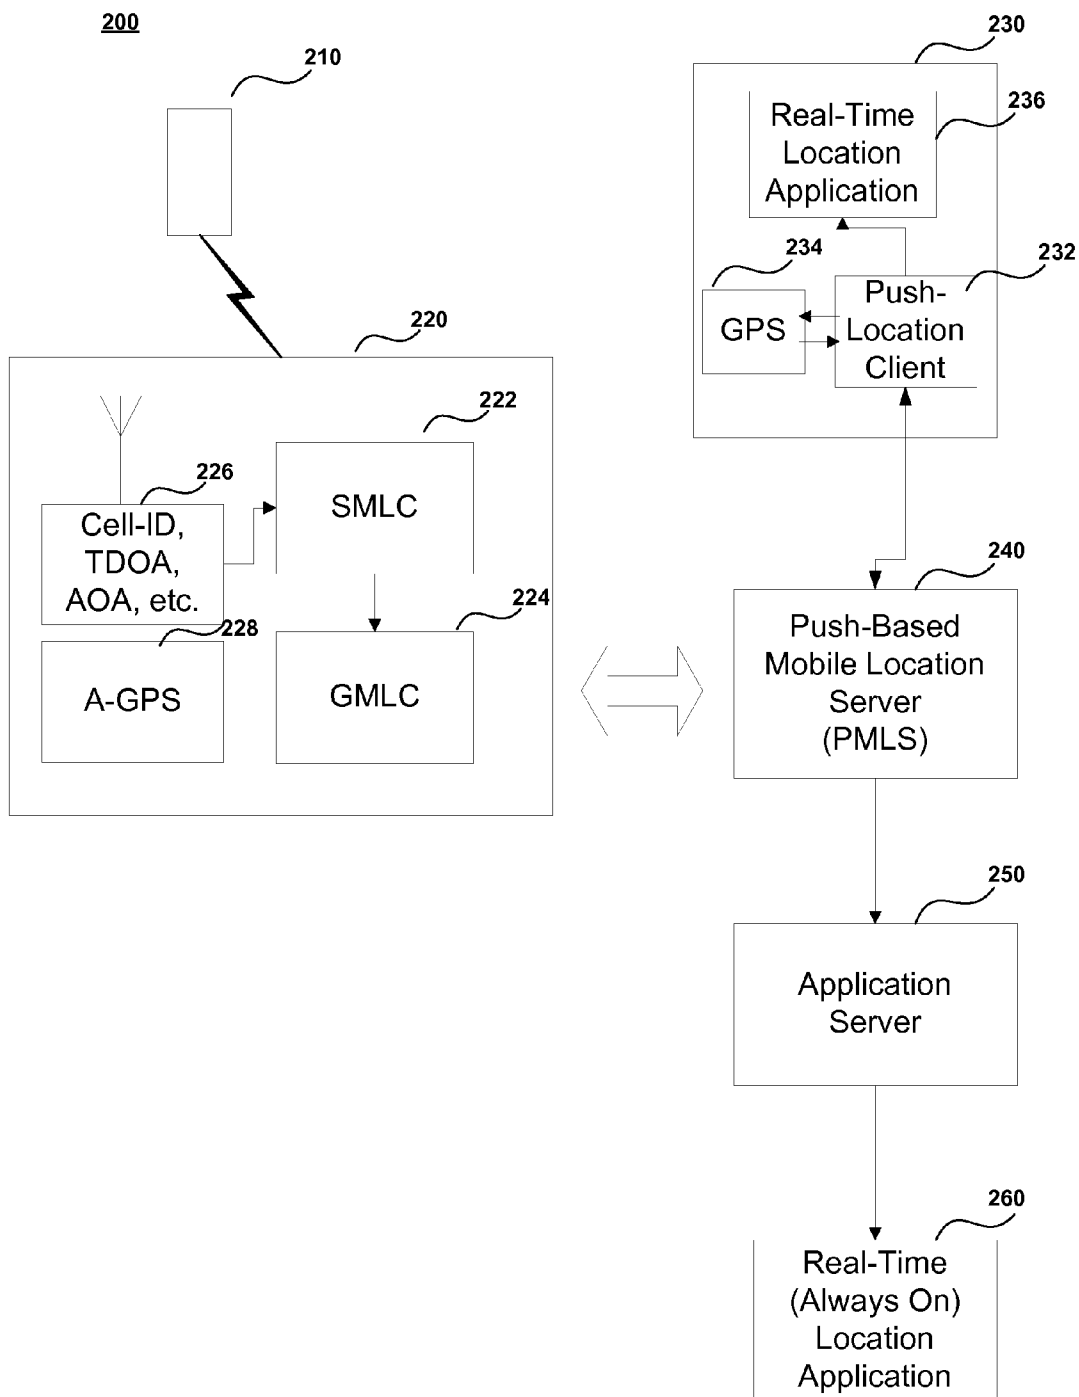 200
210
230
Real-Time
Location
Application
236
234
232
GPS
Push-
Location
Client
220
222
SMLC
226
Cell-ID,
TDOA,
AOA, etc.
224
GMLC
228
A-GPS
240
Push-Based
Mobile Location
Server
(PMLS)
250
Application
Server
260
Real-Time
(Always On)
Location
Application